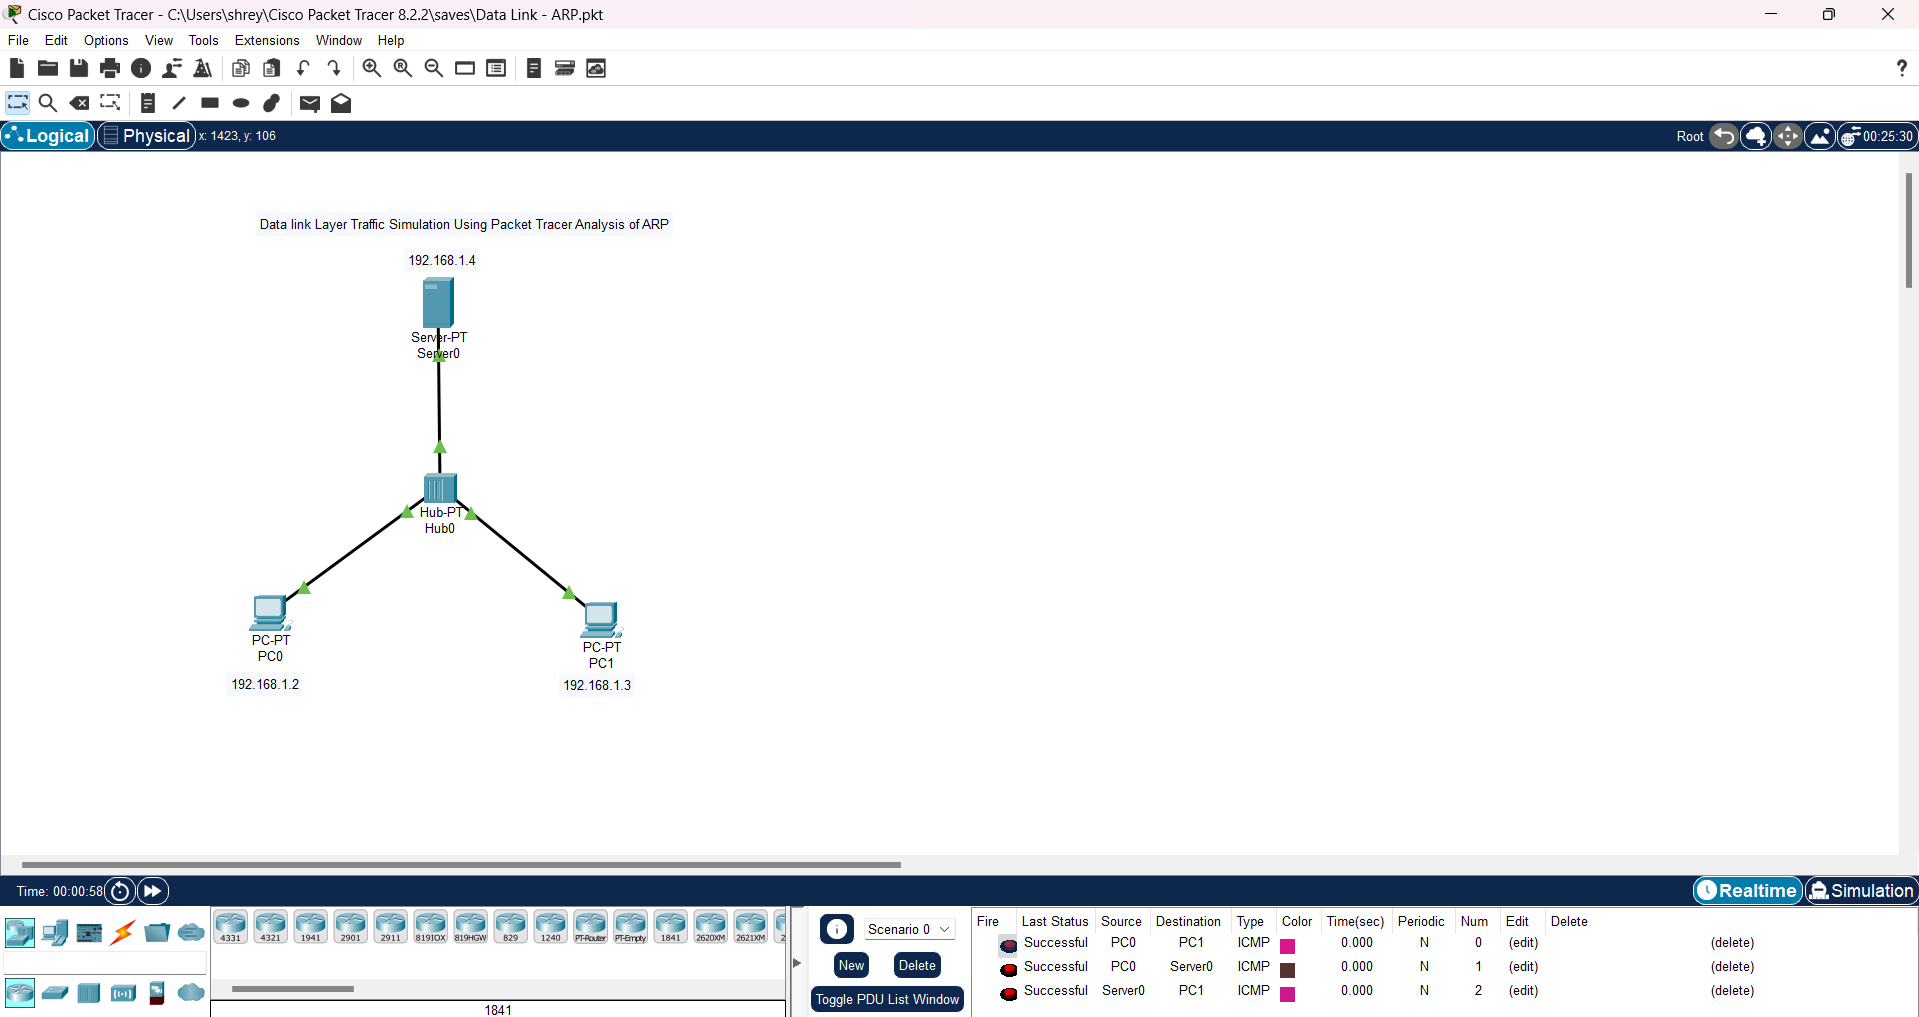 Cisco Packet Tracer - C:\Users\shrey\Cisco Packet Tracer 8.2.2\saves\Data Link - ARP.pkt
File Edit Options View Tools Extensions Window Help
?
Logical Physical x: 1423, y: 106 Root 00:25:30
Data link Layer Traffic Simulation Using Packet Tracer Analysis of ARP
192.168.1.4
Server-PT
Server0
Hub-PT
Hub0
PC-PT
PC0
192.168.1.2
PC-PT
PC1
192.168.1.3
Time: 00:00:58 Realtime Simulation
4331 4321 1941 2901 2911 819IOX 819HGW 829 1240 PT-Router PT-Empty 1841 2620XM 2621XM 2
1841
Scenario 0
New Delete
Toggle PDU List Window
Fire Last Status Source Destination Type Color Time(sec) Periodic Num Edit Delete
Successful PC0 PC1 ICMP 0.000 N 0 (edit) (delete)
Successful PC0 Server0 ICMP 0.000 N 1 (edit) (delete)
Successful Server0 PC1 ICMP 0.000 N 2 (edit) (delete)